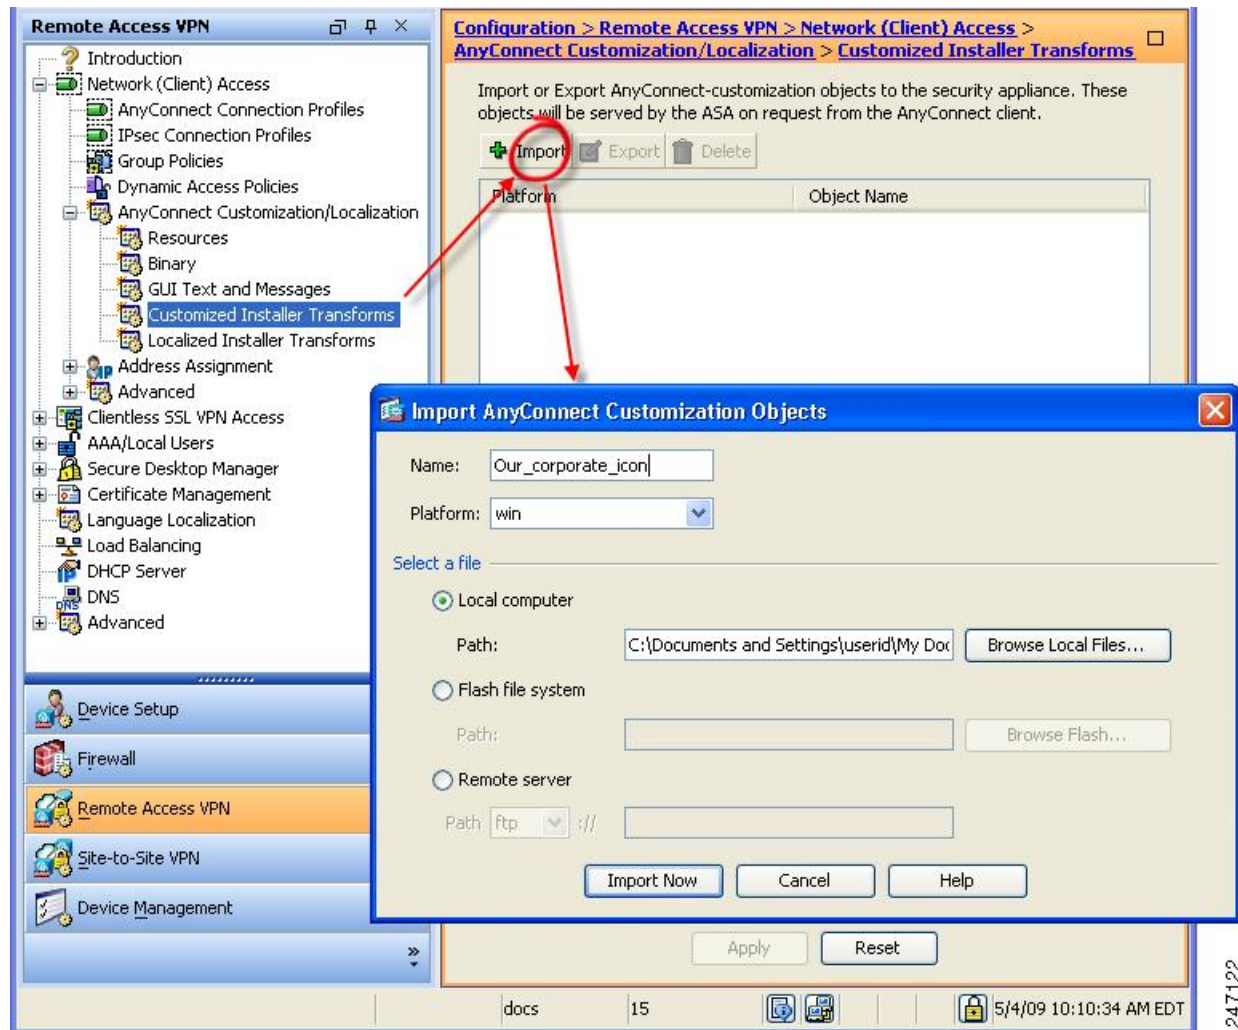 Remote Access VPN
Introduction
Network (Client) Access
AnyConnect Connection Profiles
IPsec Connection Profiles
Group Policies
Dynamic Access Policies
AnyConnect Customization/Localization
Resources
Binary
GUI Text and Messages
Customized Installer Transforms
Localized Installer Transforms
Address Assignment
Advanced
Clientless SSL VPN Access
AAA/Local Users
Secure Desktop Manager
Certificate Management
Language Localization
Load Balancing
DHCP Server
DNS
Advanced
Device Setup
Firewall
Remote Access VPN
Site-to-Site VPN
Device Management
Configuration > Remote Access VPN > Network (Client) Access >
AnyConnect Customization/Localization > Customized Installer Transforms
Import or Export AnyConnect-customization objects to the security appliance. These
objects will be served by the ASA on request from the AnyConnect client.
Import Export Delete
Platform Object Name
Import AnyConnect Customization Objects
Name: Our_corporate_icon
Platform: win
Select a file
Local computer
Path: C:\Documents and Settings\userid\My Doc Browse Local Files...
Flash file system
Path: Browse Flash...
Remote server
Path ftp ://
Import Now Cancel Help
Apply Reset
docs 15 5/4/09 10:10:34 AM EDT
247122